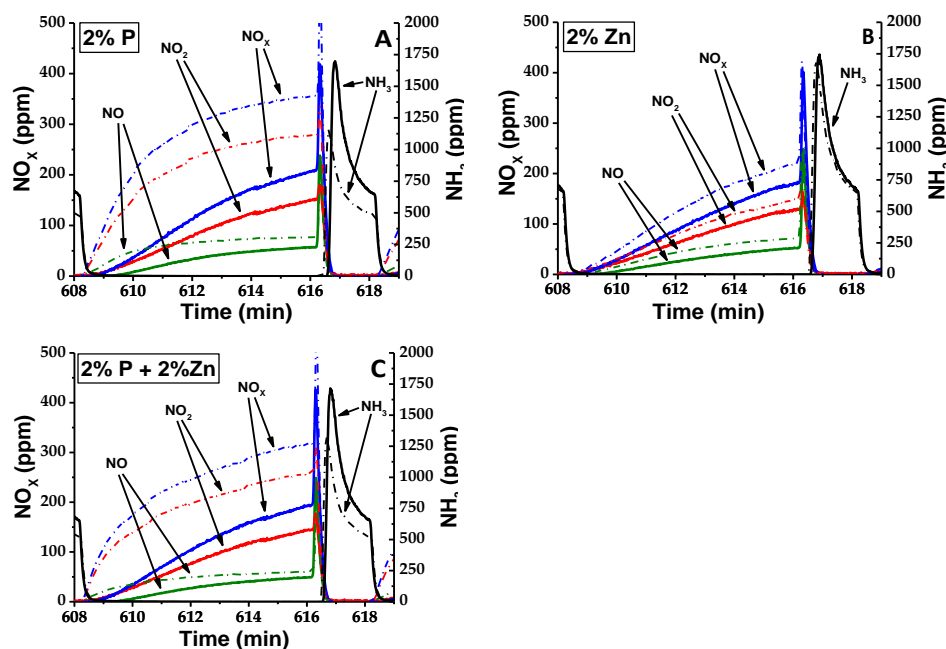 2% P
A
NOₓ
NO₂
NO
NH₃
500
400
300
200
100
0
2000
1750
1500
1250
1000
750
500
250
0
NOₓ (ppm)
NH₃ (ppm)
608 610 612 614 616 618
Time (min)
2% Zn
B
NOₓ
NO₂
NO
NH₃
500
400
300
200
100
0
2000
1750
1500
1250
1000
750
500
250
0
NOₓ (ppm)
NH₃ (ppm)
608 610 612 614 616 618
Time (min)
2% P + 2%Zn
C
NOₓ
NO₂
NO
NH₃
500
400
300
200
150
100
50
0
2000
1750
1500
1250
1000
750
500
250
0
NOₓ (ppm)
NH₃ (ppm)
608 610 612 614 616 618
Time (min)